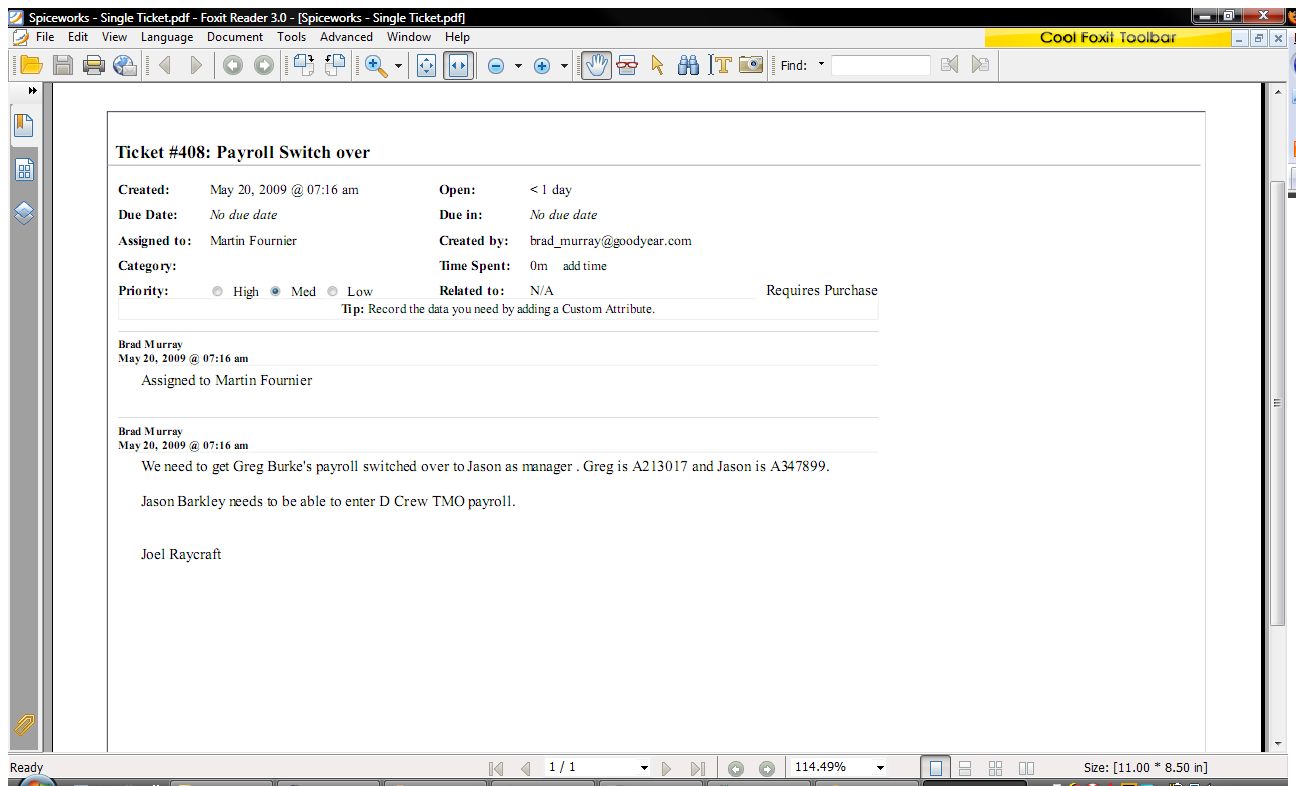 Spiceworks - Single Ticket.pdf - Foxit Reader 3.0 - [Spiceworks - Single Ticket.pdf]
File Edit View Language Document Tools Advanced Window Help
Cool Foxit Toolbar
Find:
Ticket #408: Payroll Switch over
Created: May 20, 2009 @ 07:16 am Open: < 1 day
Due Date: No due date Due in: No due date
Assigned to: Martin Fournier Created by: brad_murray@goodyear.com
Category: Time Spent: 0m add time
Priority: High Med Low Related to: N/A Requires Purchase
Tip: Record the data you need by adding a Custom Attribute.
Brad Murray
May 20, 2009 @ 07:16 am
Assigned to Martin Fournier
Brad Murray
May 20, 2009 @ 07:16 am
We need to get Greg Burke's payroll switched over to Jason as manager . Greg is A213017 and Jason is A347899.
Jason Barkley needs to be able to enter D Crew TMO payroll.
Joel Raycraft
Ready 1 / 1 114.49% Size: [11.00 * 8.50 in]